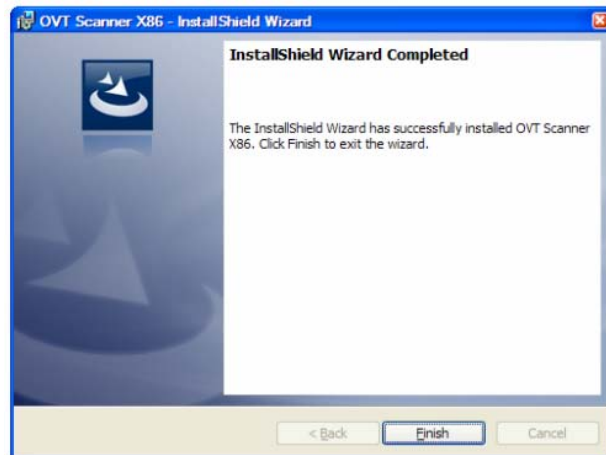 OVT Scanner X86 - InstallShield Wizard
InstallShield Wizard Completed
The InstallShield Wizard has successfully installed OVT Scanner
X86. Click Finish to exit the wizard.
< Back Finish Cancel